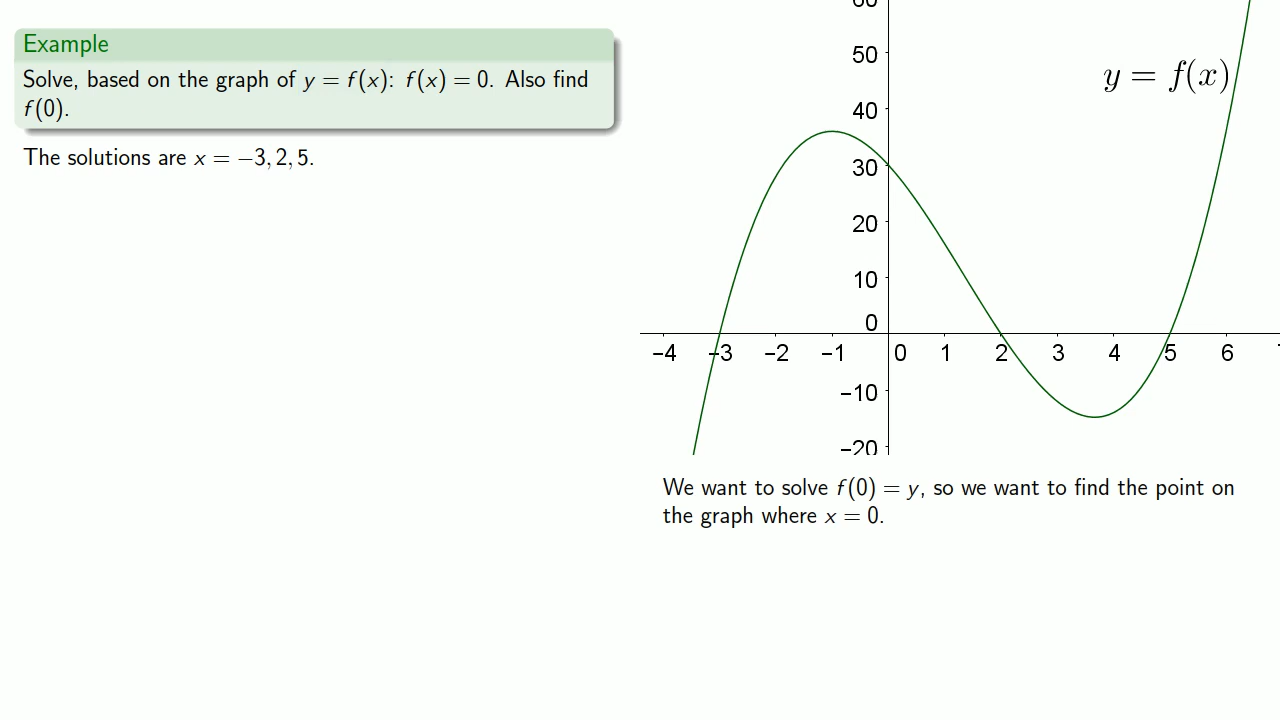 Example
Solve, based on the graph of y = f(x): f(x) = 0. Also find
f(0).
The solutions are x = −3, 2, 5.
60
50
y = f(x)
40
30
20
10
0
−4 −3 −2 −1 0 1 2 3 4 5 6
−10
−20
We want to solve f(0) = y, so we want to find the point on
the graph where x = 0.